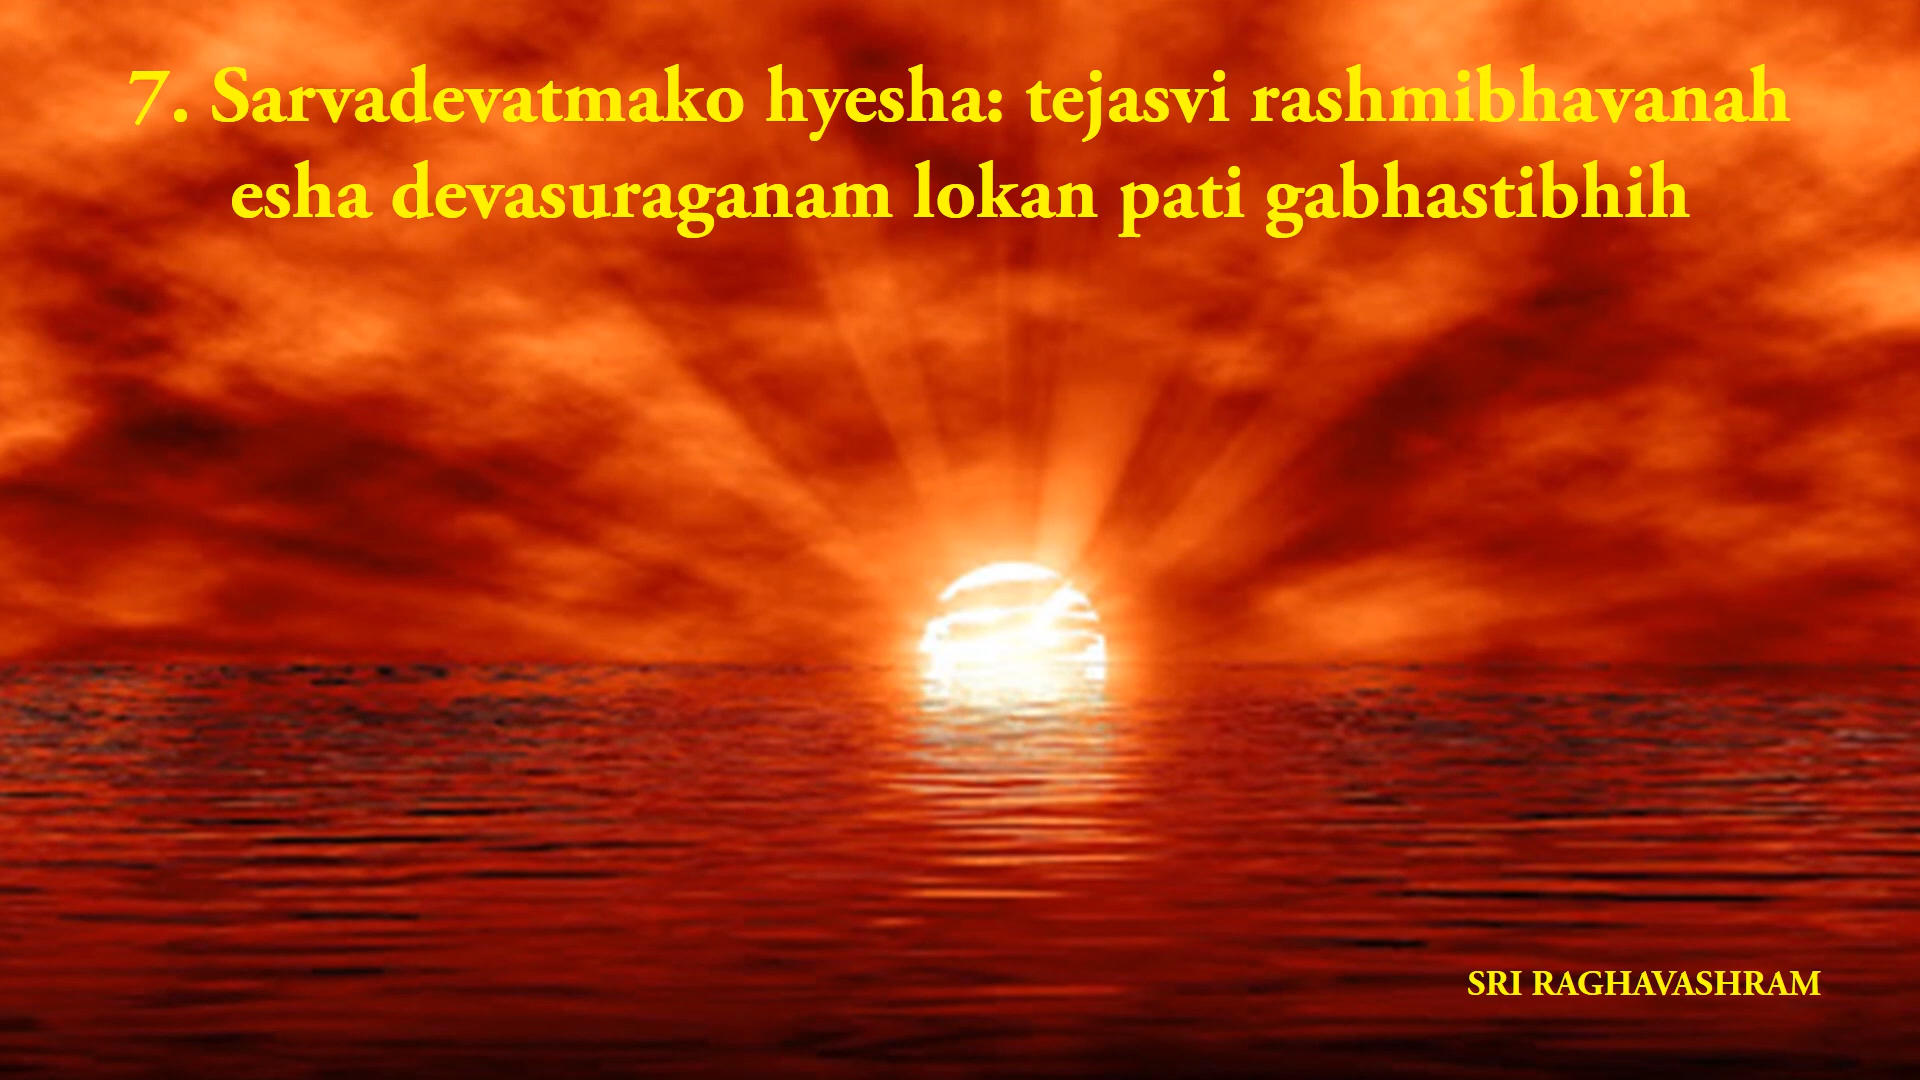 7. Sarvadevatmako hyesha: tejasvi rashmibhavanah
esha devasuraganam lokan pati gabhastibhih
SRI RAGHAVASHRAM